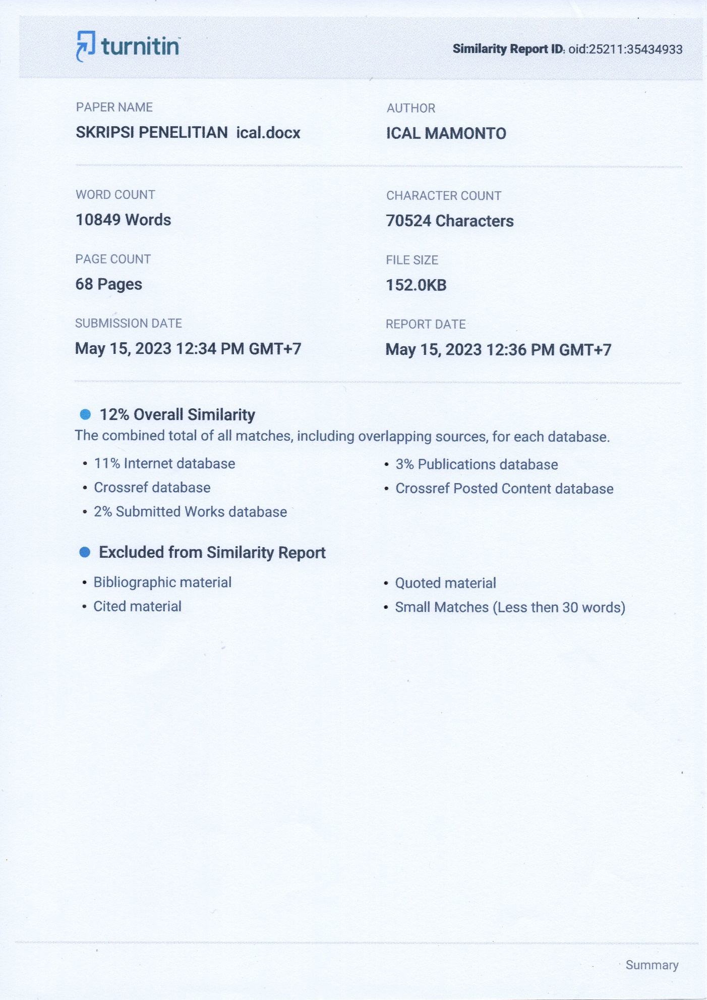 turnitin™
Similarity Report ID: oid:25211:35434933
PAPER NAME
AUTHOR
SKRIPSI PENELITIAN  ical.docx
ICAL MAMONTO
WORD COUNT
CHARACTER COUNT
10849 Words
70524 Characters
PAGE COUNT
FILE SIZE
68 Pages
152.0KB
SUBMISSION DATE
REPORT DATE
May 15, 2023 12:34 PM GMT+7
May 15, 2023 12:36 PM GMT+7
● 12% Overall Similarity
The combined total of all matches, including overlapping sources, for each database.
• 11% Internet database
• 3% Publications database
• Crossref database
• Crossref Posted Content database
• 2% Submitted Works database
● Excluded from Similarity Report
• Bibliographic material
• Quoted material
• Cited material
• Small Matches (Less then 30 words)
Summary